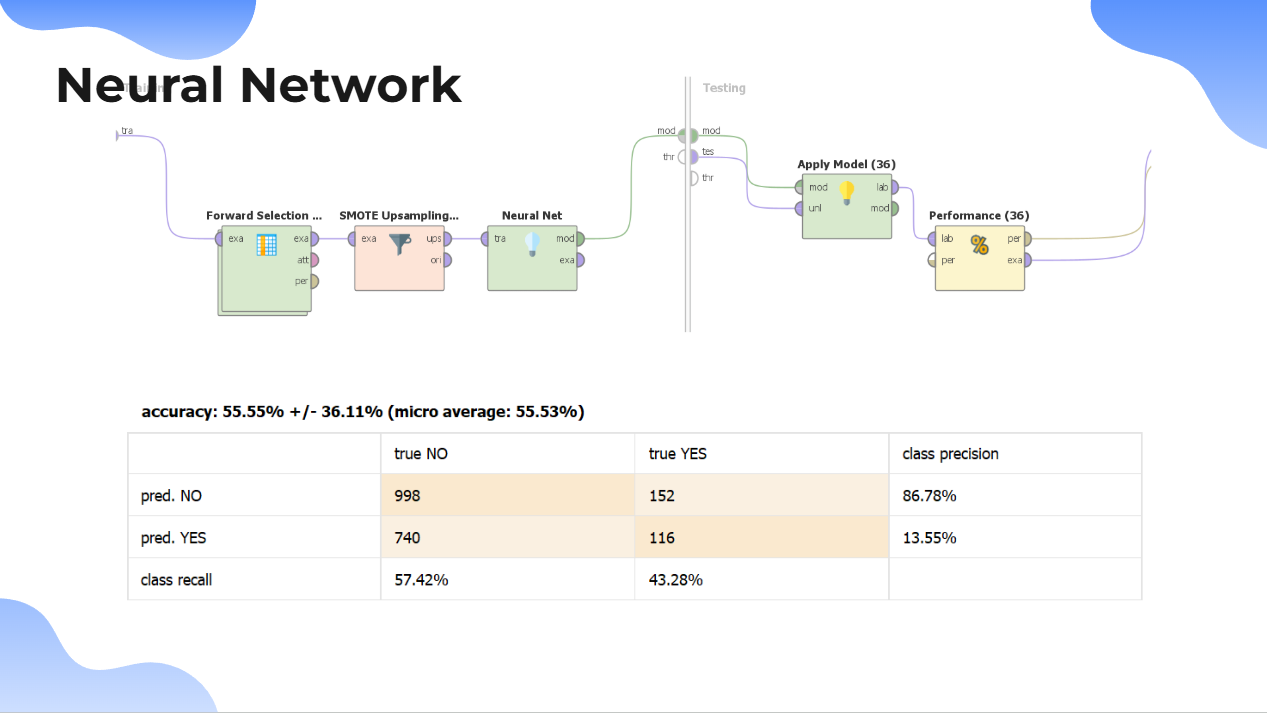 Neural Network
Training
Testing
tra
mod
mod
thr
tes
thr
Apply Model (36)
mod
lab
unl
mod
Forward Selection ...
SMOTE Upsampling...
Neural Net
Performance (36)
exa
exa
exa
ups
tra
mod
lab
per
att
ori
exa
per
exa
per
accuracy: 55.55% +/- 36.11% (micro average: 55.53%)
true NO
true YES
class precision
pred. NO
998
152
86.78%
pred. YES
740
116
13.55%
class recall
57.42%
43.28%